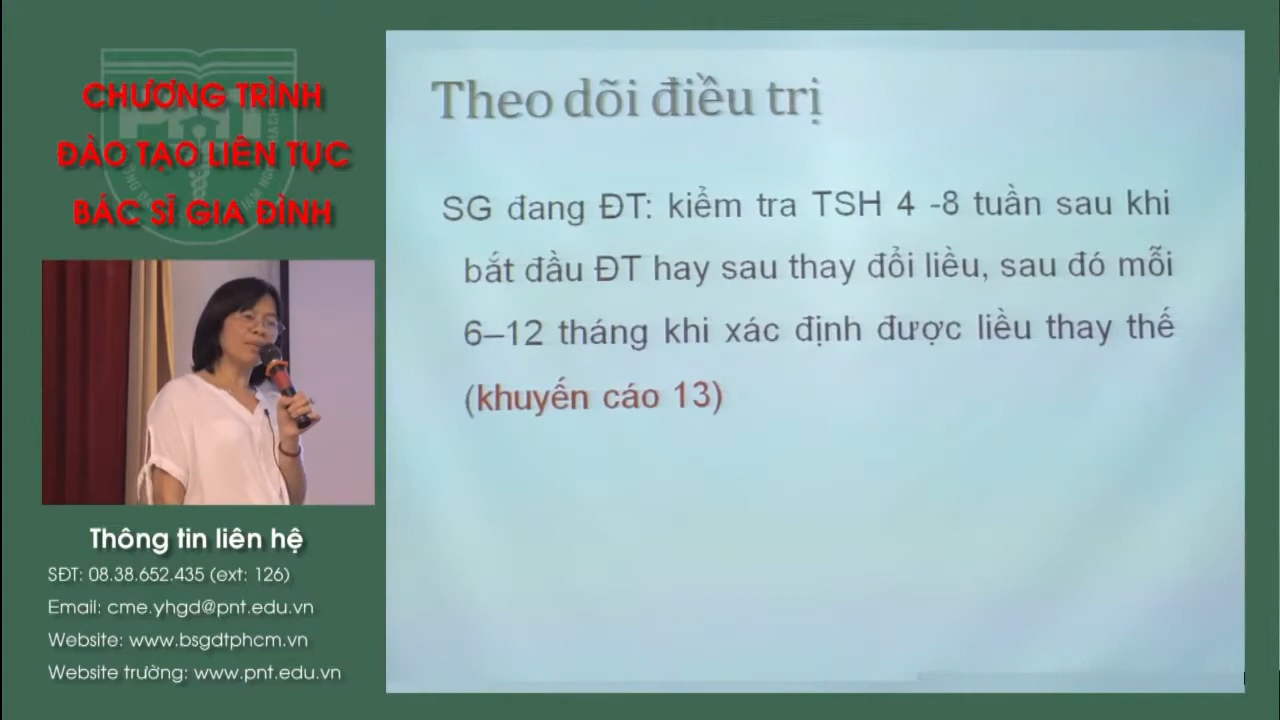 CHƯƠNG TRÌNH
ĐÀO TẠO LIÊN TỤC
BÁC SĨ GIA ĐÌNH
Thông tin liên hệ
SĐT: 08.38.652.435 (ext: 126)
Email: cme.yhgd@pnt.edu.vn
Website: www.bsgdtphcm.vn
Website trường: www.pnt.edu.vn
Theo dõi điều trị
SG đang ĐT: kiểm tra TSH 4 -8 tuần sau khi
bắt đầu ĐT hay sau thay đổi liều, sau đó mỗi
6–12 tháng khi xác định được liều thay thế
(khuyến cáo 13)